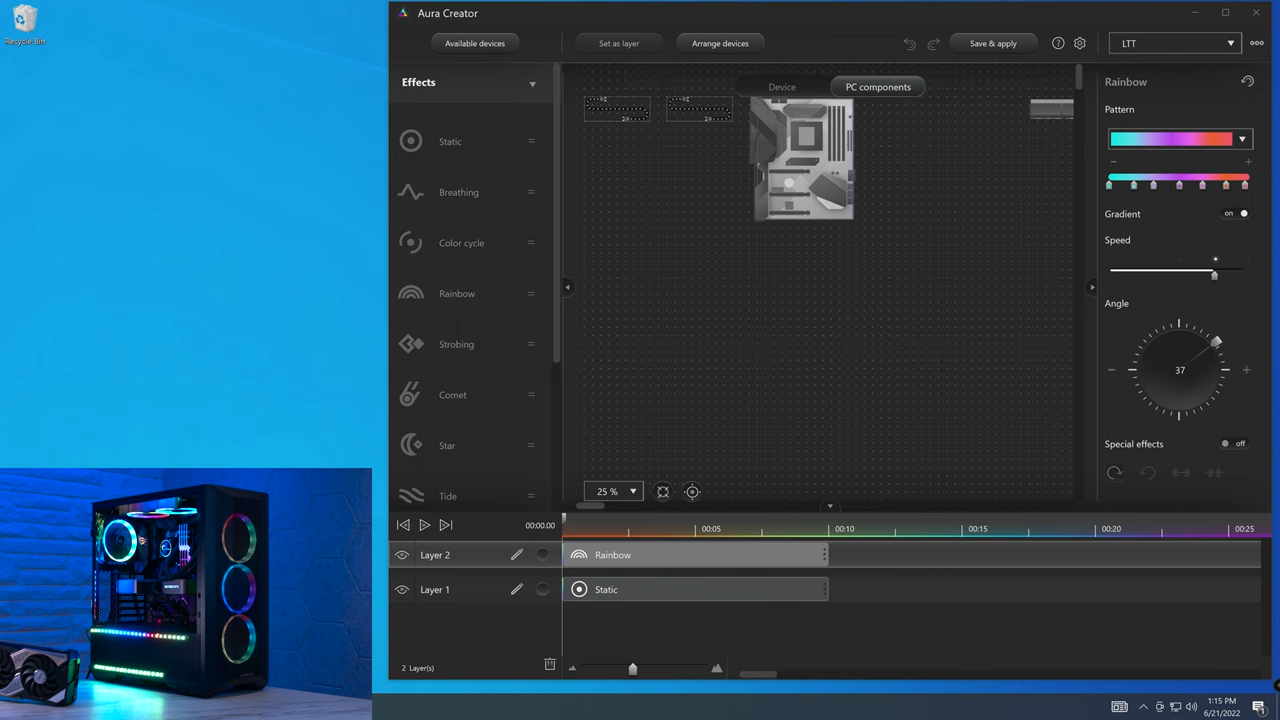 Recycle Bin
Aura Creator
Available devices
Set as layer
Arrange devices
Save & apply
LTT
Effects
Static
Breathing
Color cycle
Rainbow
Strobing
Comet
Star
Tide
Device
PC components
25 %
Rainbow
Pattern
Gradient
on
Speed
Angle
37
Special effects
off
00:00.00
00:05
00:10
00:15
00:20
00:25
Layer 2
Rainbow
Layer 1
Static
2 Layer(s)
1:15 PM
6/21/2022